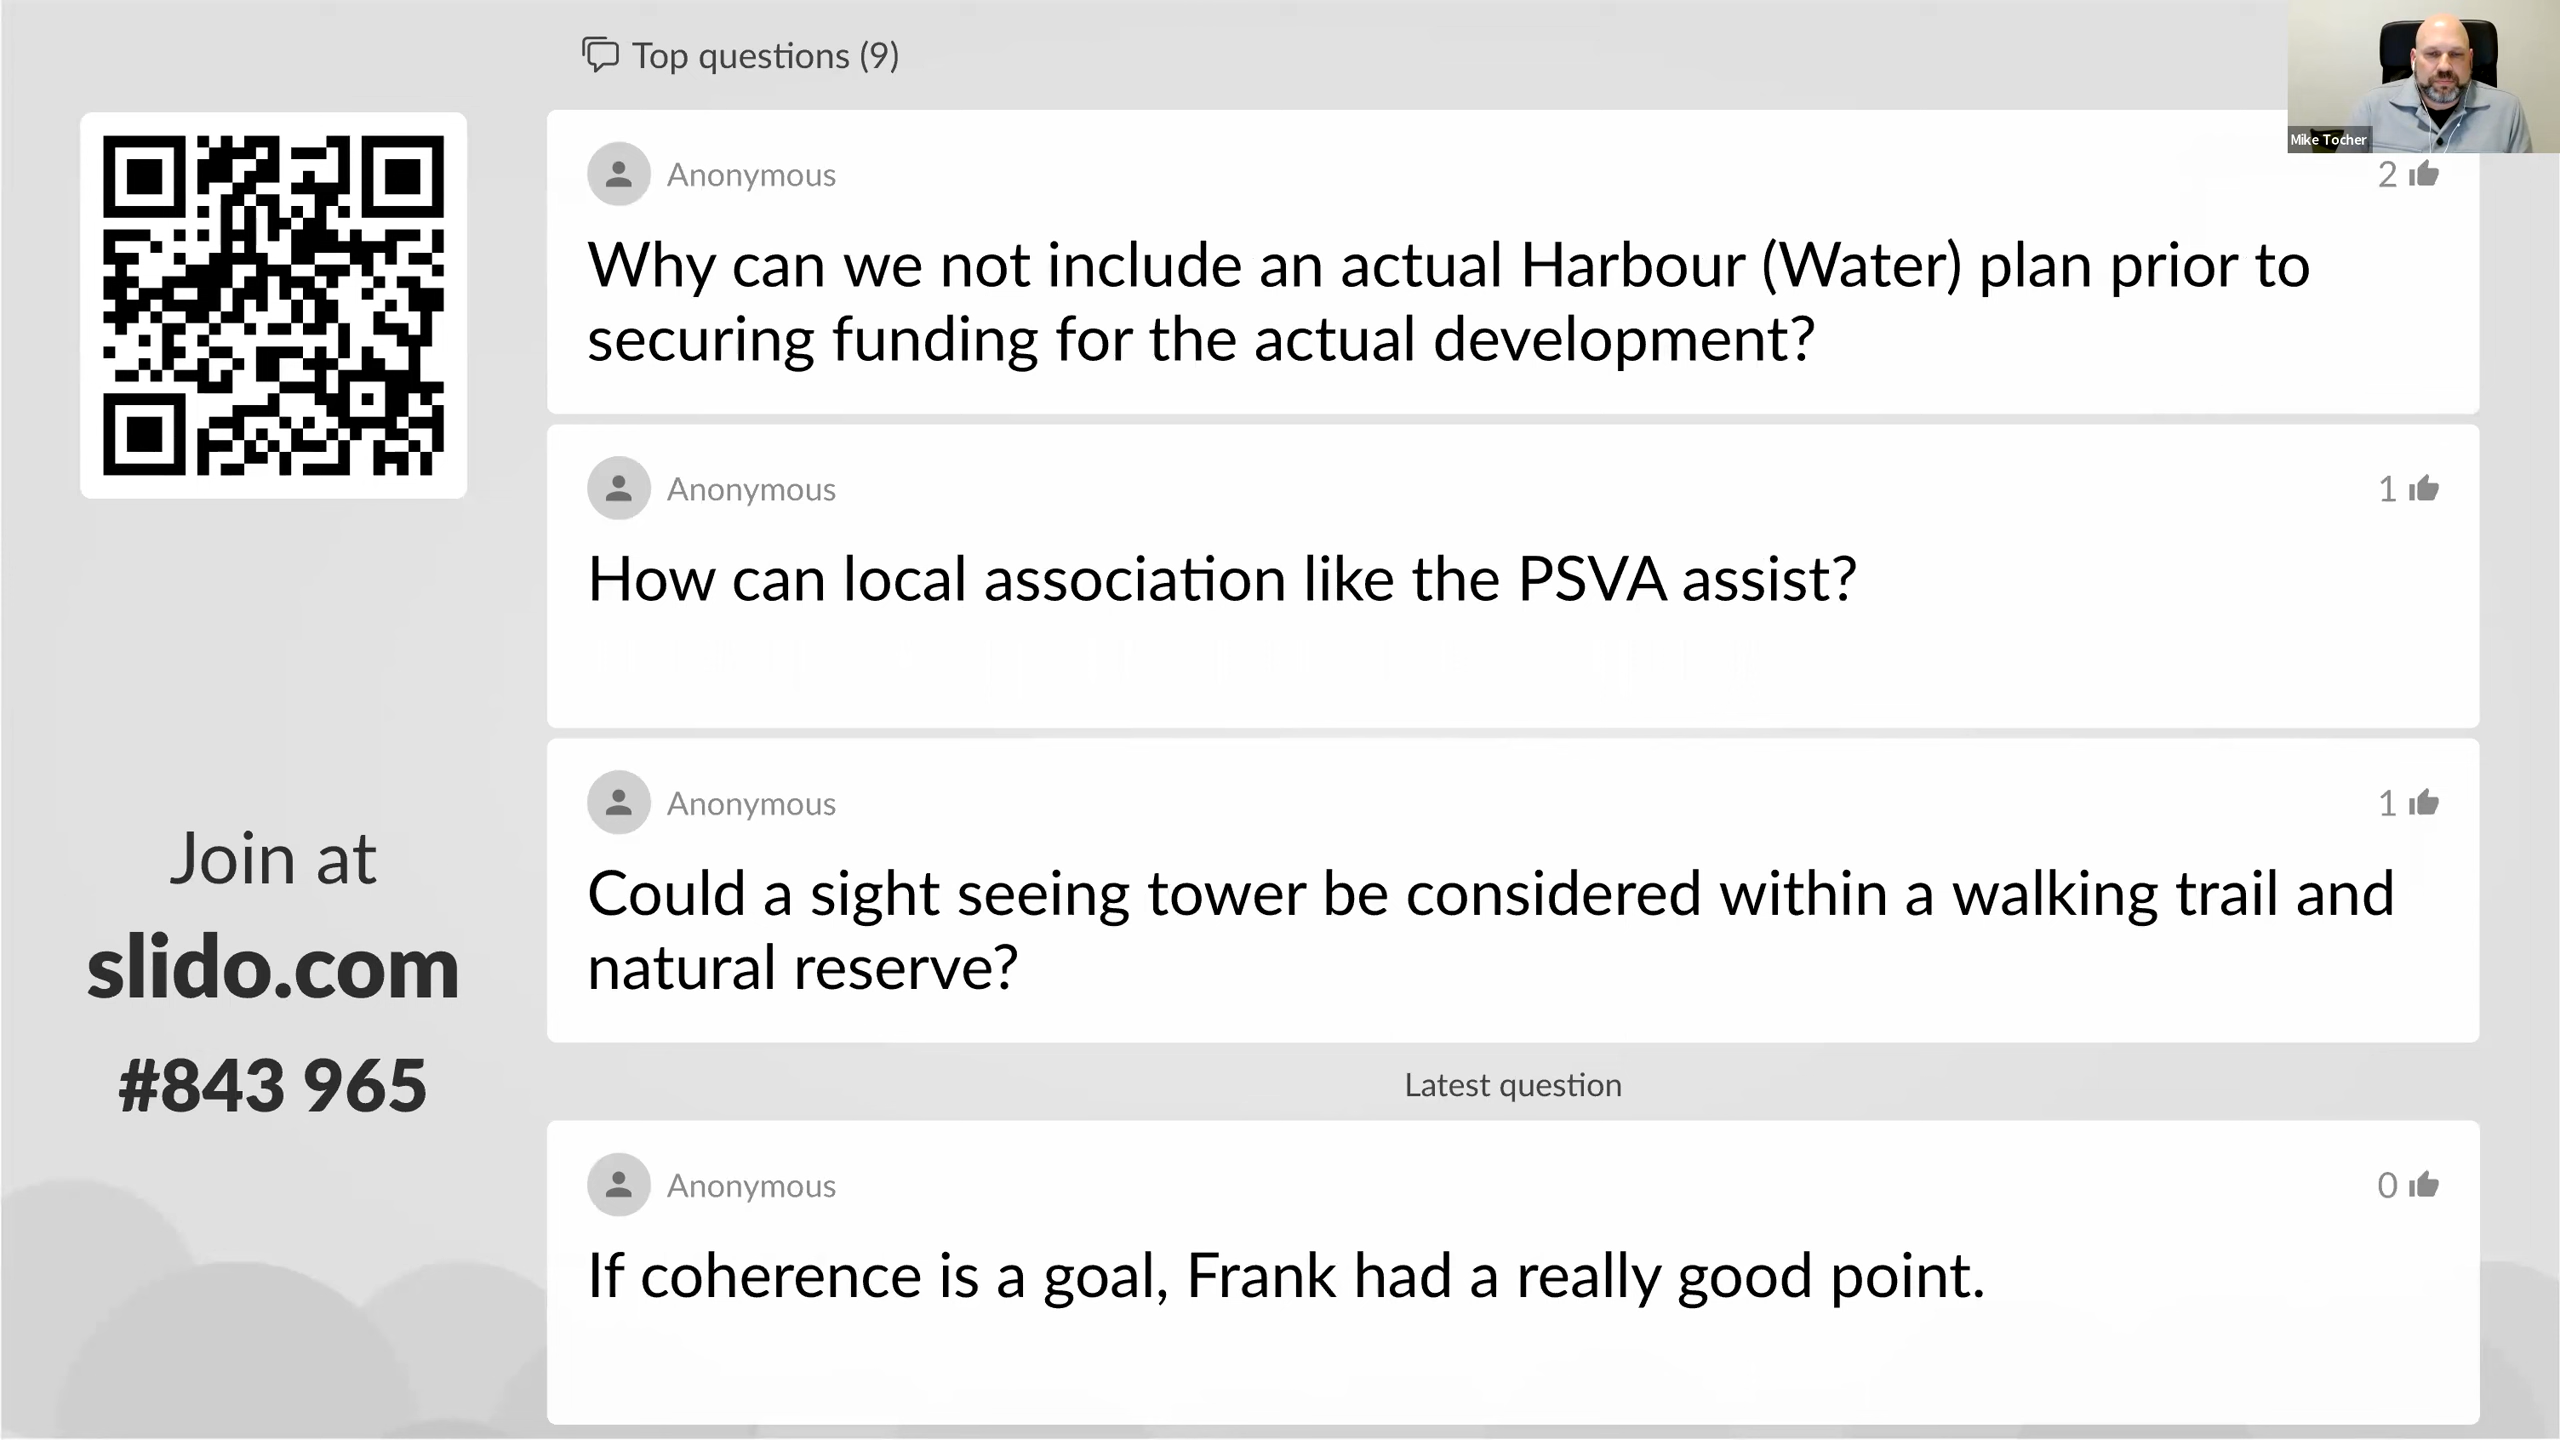 Top questions (9)
Mike Tocher
Anonymous
2
Why can we not include an actual Harbour (Water) plan prior to
securing funding for the actual development?
Anonymous
1
How can local association like the PSVA assist?
Anonymous
1
Could a sight seeing tower be considered within a walking trail and
natural reserve?
Join at
slido.com
#843 965
Latest question
Anonymous
0
If coherence is a goal, Frank had a really good point.